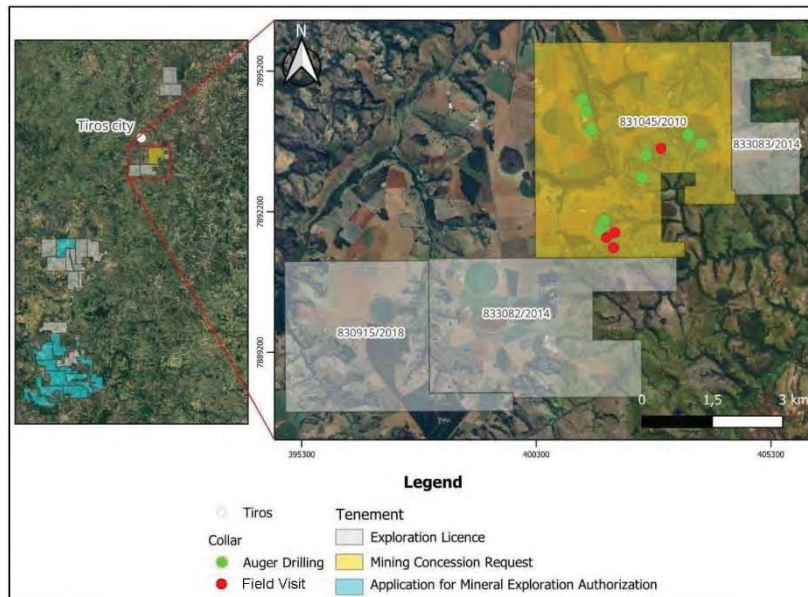 Tiros city
N
7895200
7892200
7889200
831045/2010
833083/2014
830915/2018
833082/2014
0 1,5 3 km
395300 400300 405300
Legend
Tiros
Collar
Auger Drilling
Field Visit
Tenement
Exploration Licence
Mining Concession Request
Application for Mineral Exploration Authorization